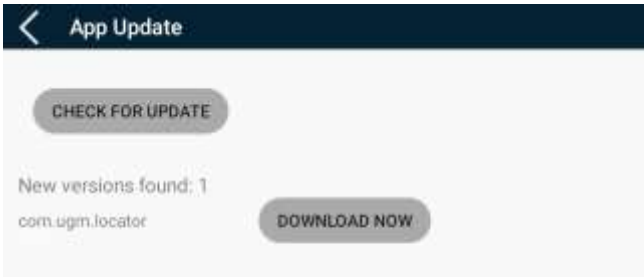 App Update
CHECK FOR UPDATE
New versions found: 1
com.ugm.locator
DOWNLOAD NOW